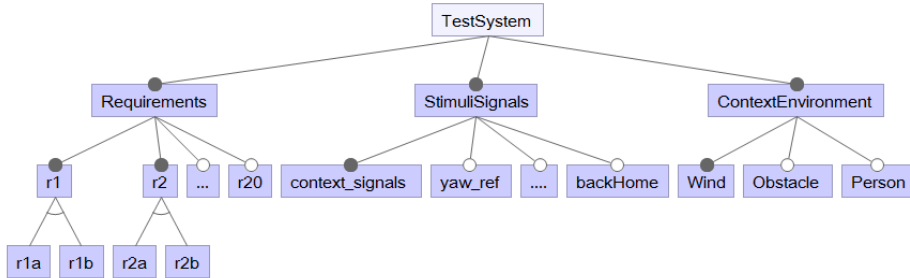 TestSystem
Requirements StimuliSignals ContextEnvironment
r1 r2 ... r20 context_signals yaw_ref .... backHome Wind Obstacle Person
r1a r1b r2a r2b